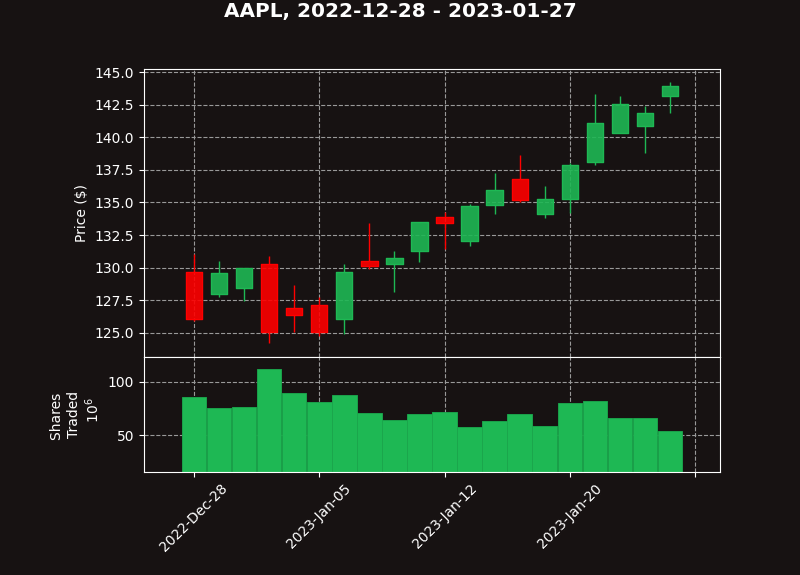 AAPL, 2022-12-28 - 2023-01-27
145.0
142.5
140.0
137.5
135.0
132.5
130.0
127.5
125.0
Price ($)
100
50
Shares
Traded
10⁶
2022-Dec-28
2023-Jan-05
2023-Jan-12
2023-Jan-20